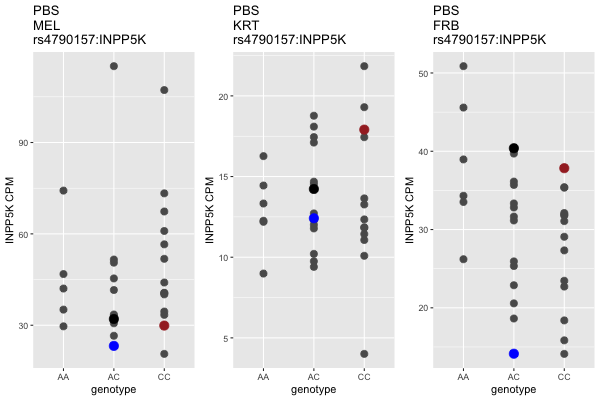 PBS
MEL
rs4790157:INPP5K
INPP5K CPM
90
60
30
AA
AC
CC
genotype
PBS
KRT
rs4790157:INPP5K
INPP5K CPM
20
15
10
5
AA
AC
CC
genotype
PBS
FRB
rs4790157:INPP5K
INPP5K CPM
50
40
30
20
AA
AC
CC
genotype